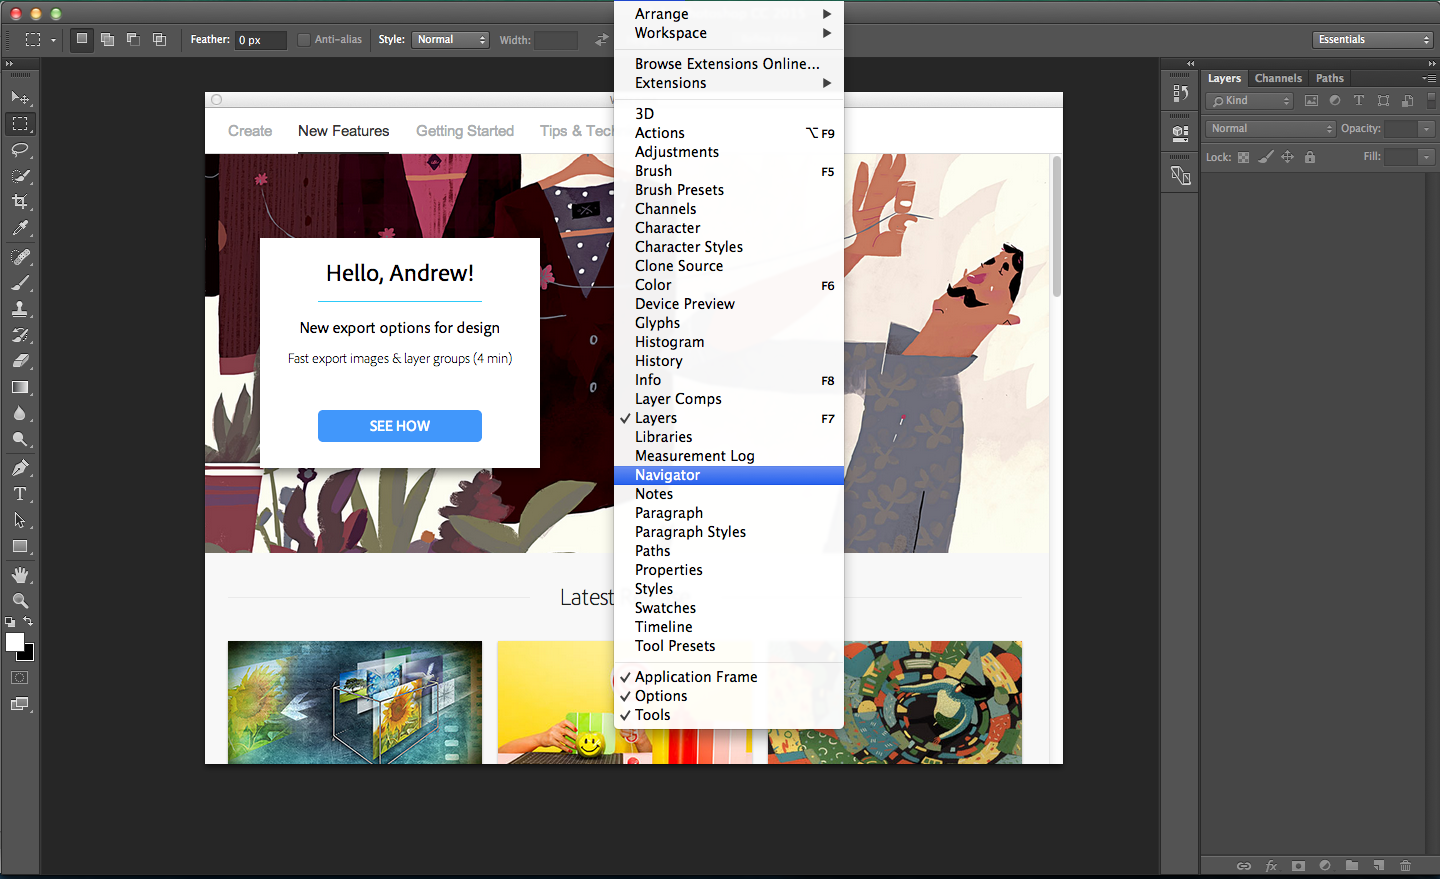 Feather: 0 px Anti-alias Style: Normal Width: Essentials
Arrange
Workspace
Browse Extensions Online...
Extensions
3D
Actions ⌥F9
Adjustments
Brush F5
Brush Presets
Channels
Character
Character Styles
Clone Source
Color F6
Device Preview
Glyphs
Histogram
History
Info F8
Layer Comps
Layers F7
Libraries
Measurement Log
Navigator
Notes
Paragraph
Paragraph Styles
Paths
Properties
Styles
Swatches
Timeline
Tool Presets
Application Frame
Options
Tools
Create New Features Getting Started Tips &
Hello, Andrew!
New export options for design
Fast export images & layer groups (4 min)
SEE HOW
Latest
Layers Channels Paths
Kind
Normal Opacity:
Lock: Fill: